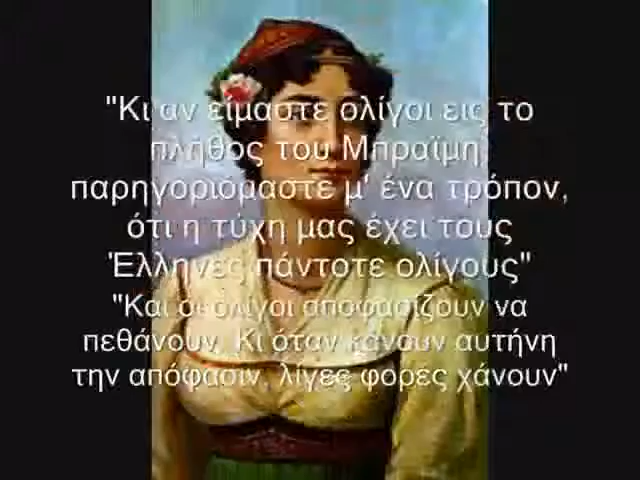 "Κι αν είμαστε ολίγοι εις το
πλήθος του Μπραΐμη,
παρηγοριόμαστε μ' ένα τρόπον,
ότι η τύχη μας έχει τους
Έλληνες πάντοτε ολίγους"
"Και οι ολίγοι αποφασίζουν να
πεθάνουν. Κι όταν κάνουν αυτήνη
την απόφασιν, λίγες φορές χάνουν"